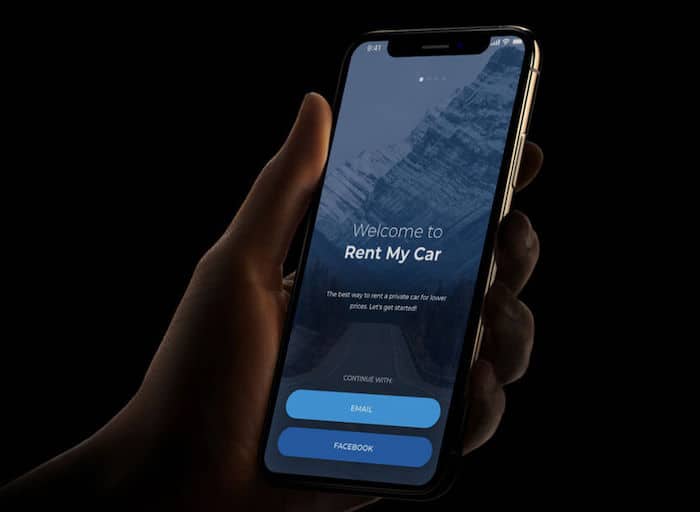 9:41
Welcome to
Rent My Car
The best way to rent a private car for lower
prices. Let's get started!
CONTINUE WITH:
EMAIL
FACEBOOK